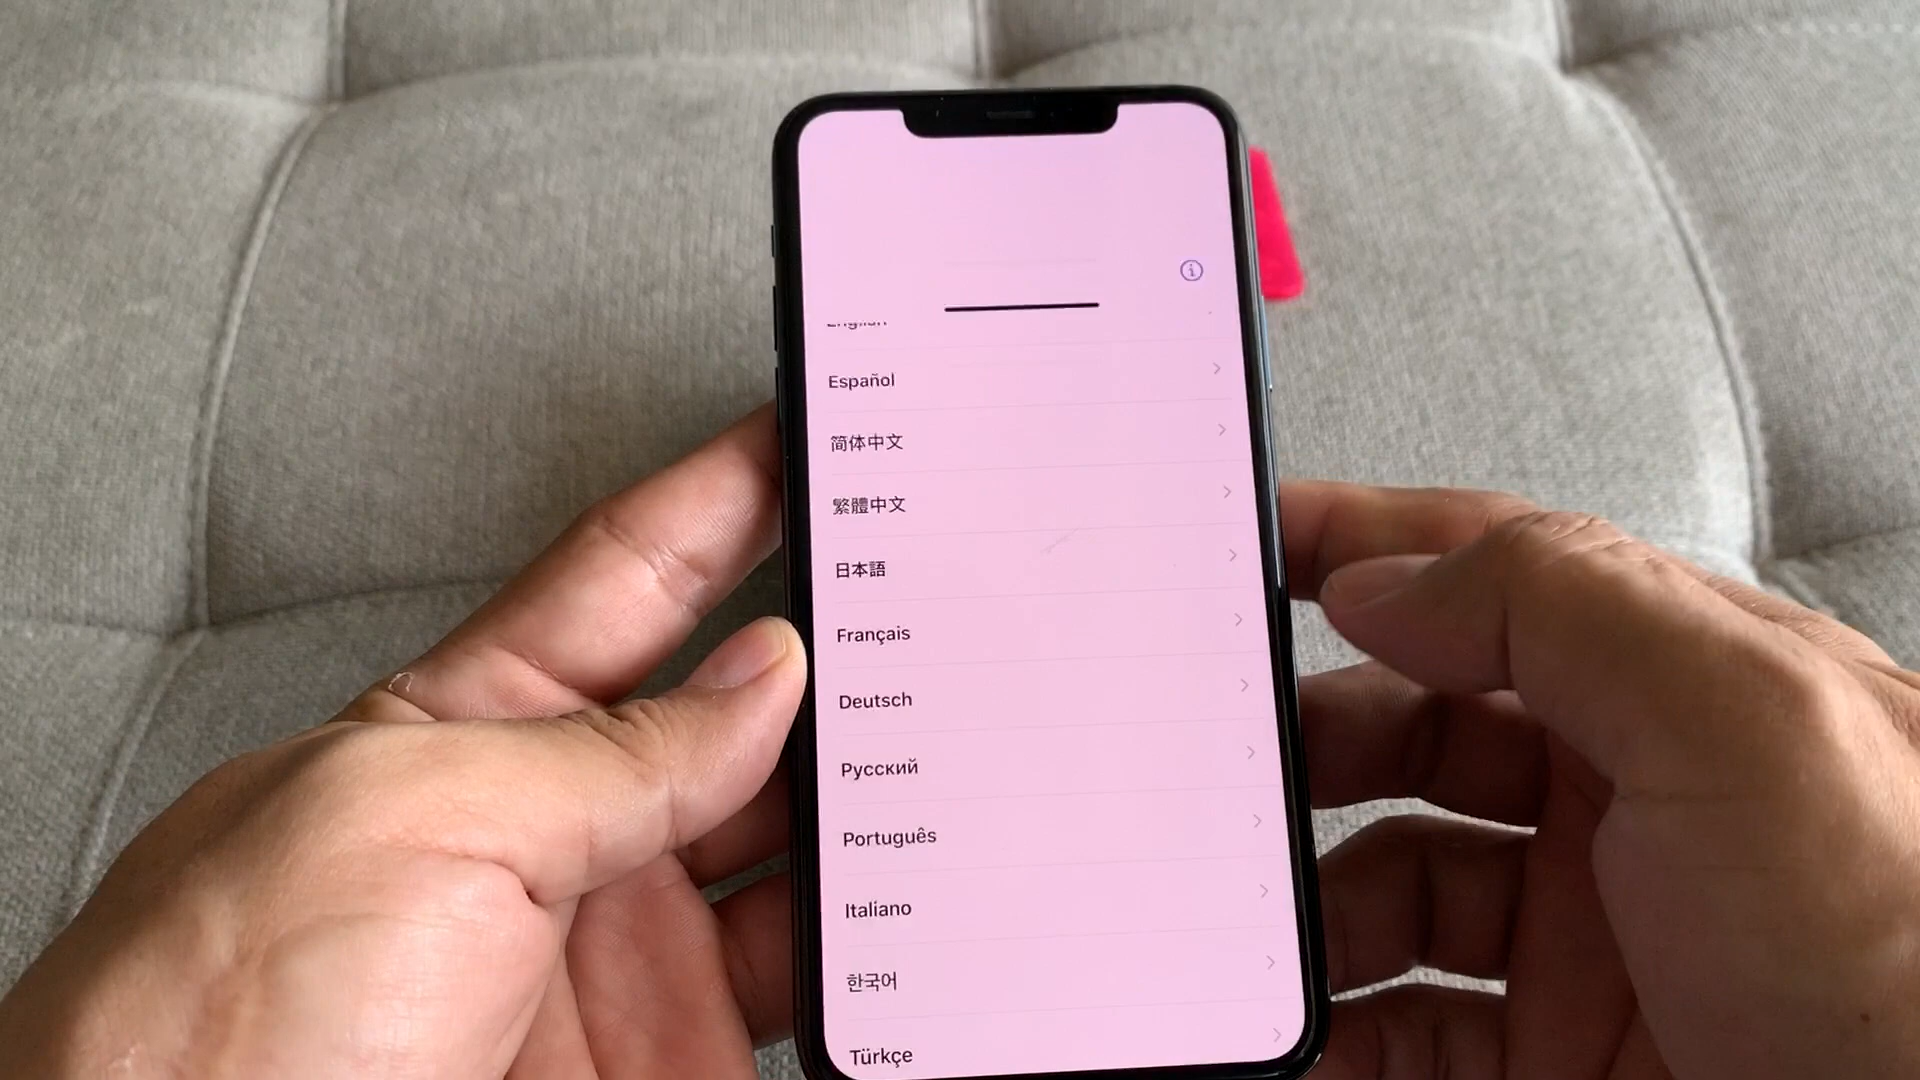 English
Español
简体中文
繁體中文
日本語
Français
Deutsch
Русский
Português
Italiano
한국어
Türkçe